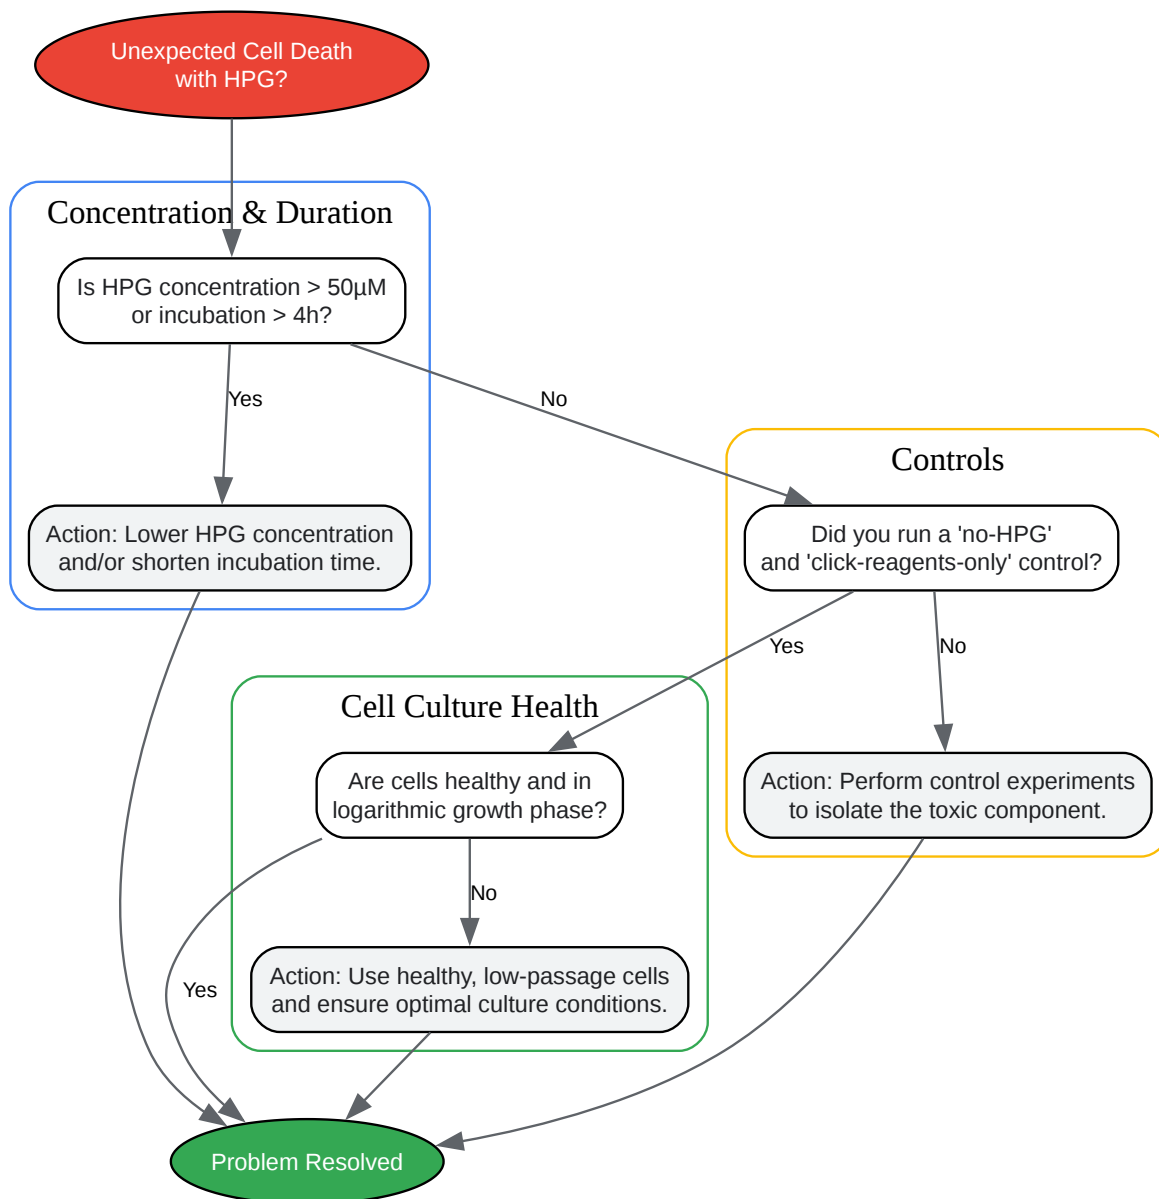 Unexpected Cell Death
with HPG?
Concentration & Duration
Is HPG concentration > 50µM
or incubation > 4h?
Yes
No
Action: Lower HPG concentration
and/or shorten incubation time.
Controls
Did you run a 'no-HPG'
and 'click-reagents-only' control?
Yes
No
Cell Culture Health
Are cells healthy and in
logarithmic growth phase?
Action: Perform control experiments
to isolate the toxic component.
No
Yes
Action: Use healthy, low-passage cells
and ensure optimal culture conditions.
Problem Resolved